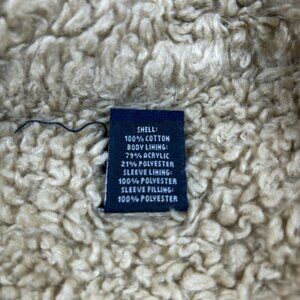 SHELL:
100% COTTON
BODY LINING:
79% ACRYLIC
21% POLYESTER
SLEEVE LINING:
100% POLYESTER
SLEEVE FILLING:
100% POLYESTER